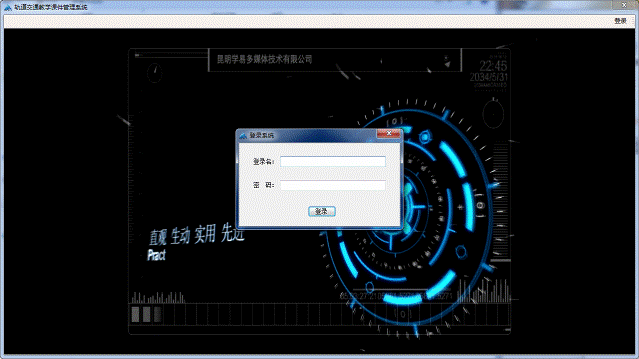 轨道交通教学课件管理系统
登录
昆明学易多媒体技术有限公司
22:45
2034/5/31
登录系统
登录名：
密 码：
登录
直观 生动 实用 先进
Pract